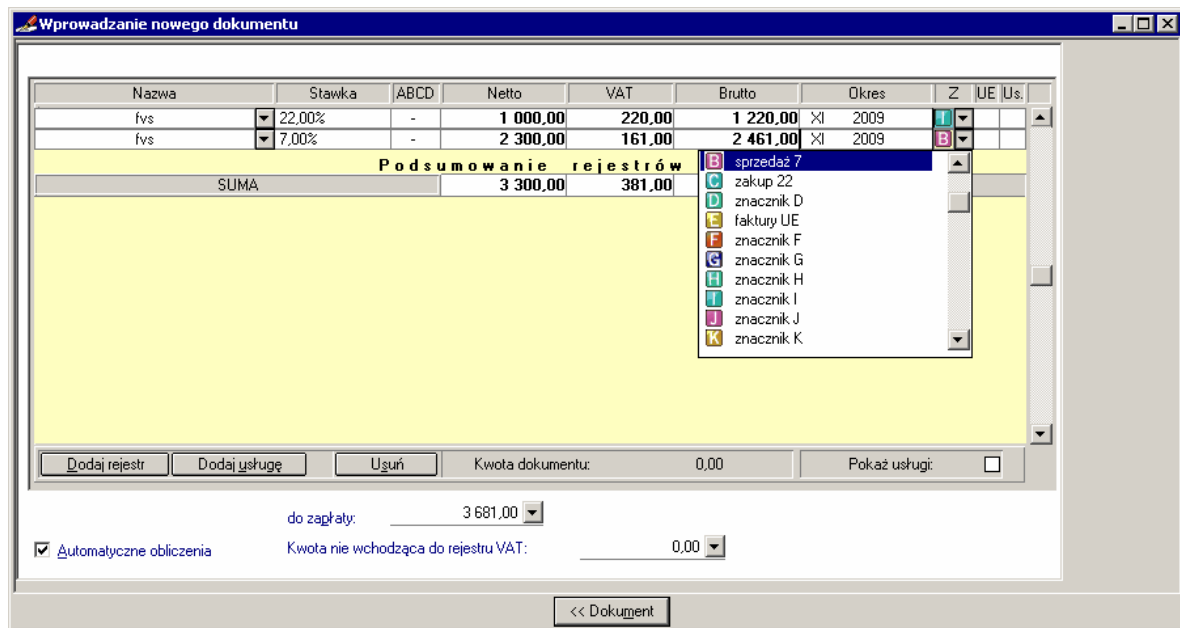 Wprowadzanie nowego dokumentu
Nazwa Stawka ABCD Netto VAT Brutto Okres Z UE Us.
fvs 22,00% - 1 000,00 220,00 1 220,00 XI 2009 I
fvs 7,00% - 2 300,00 161,00 2 461,00 XI 2009 B
Podsumowanie rejestrów
SUMA 3 300,00 381,00
B sprzedaż 7
C zakup 22
D znacznik D
E faktury UE
F znacznik F
G znacznik G
H znacznik H
I znacznik I
J znacznik J
K znacznik K
Dodaj rejestr Dodaj usługę Usuń Kwota dokumentu: 0,00 Pokaż usługi:
do zapłaty: 3 681,00
Automatyczne obliczenia Kwota nie wchodząca do rejestru VAT: 0,00
<< Dokument